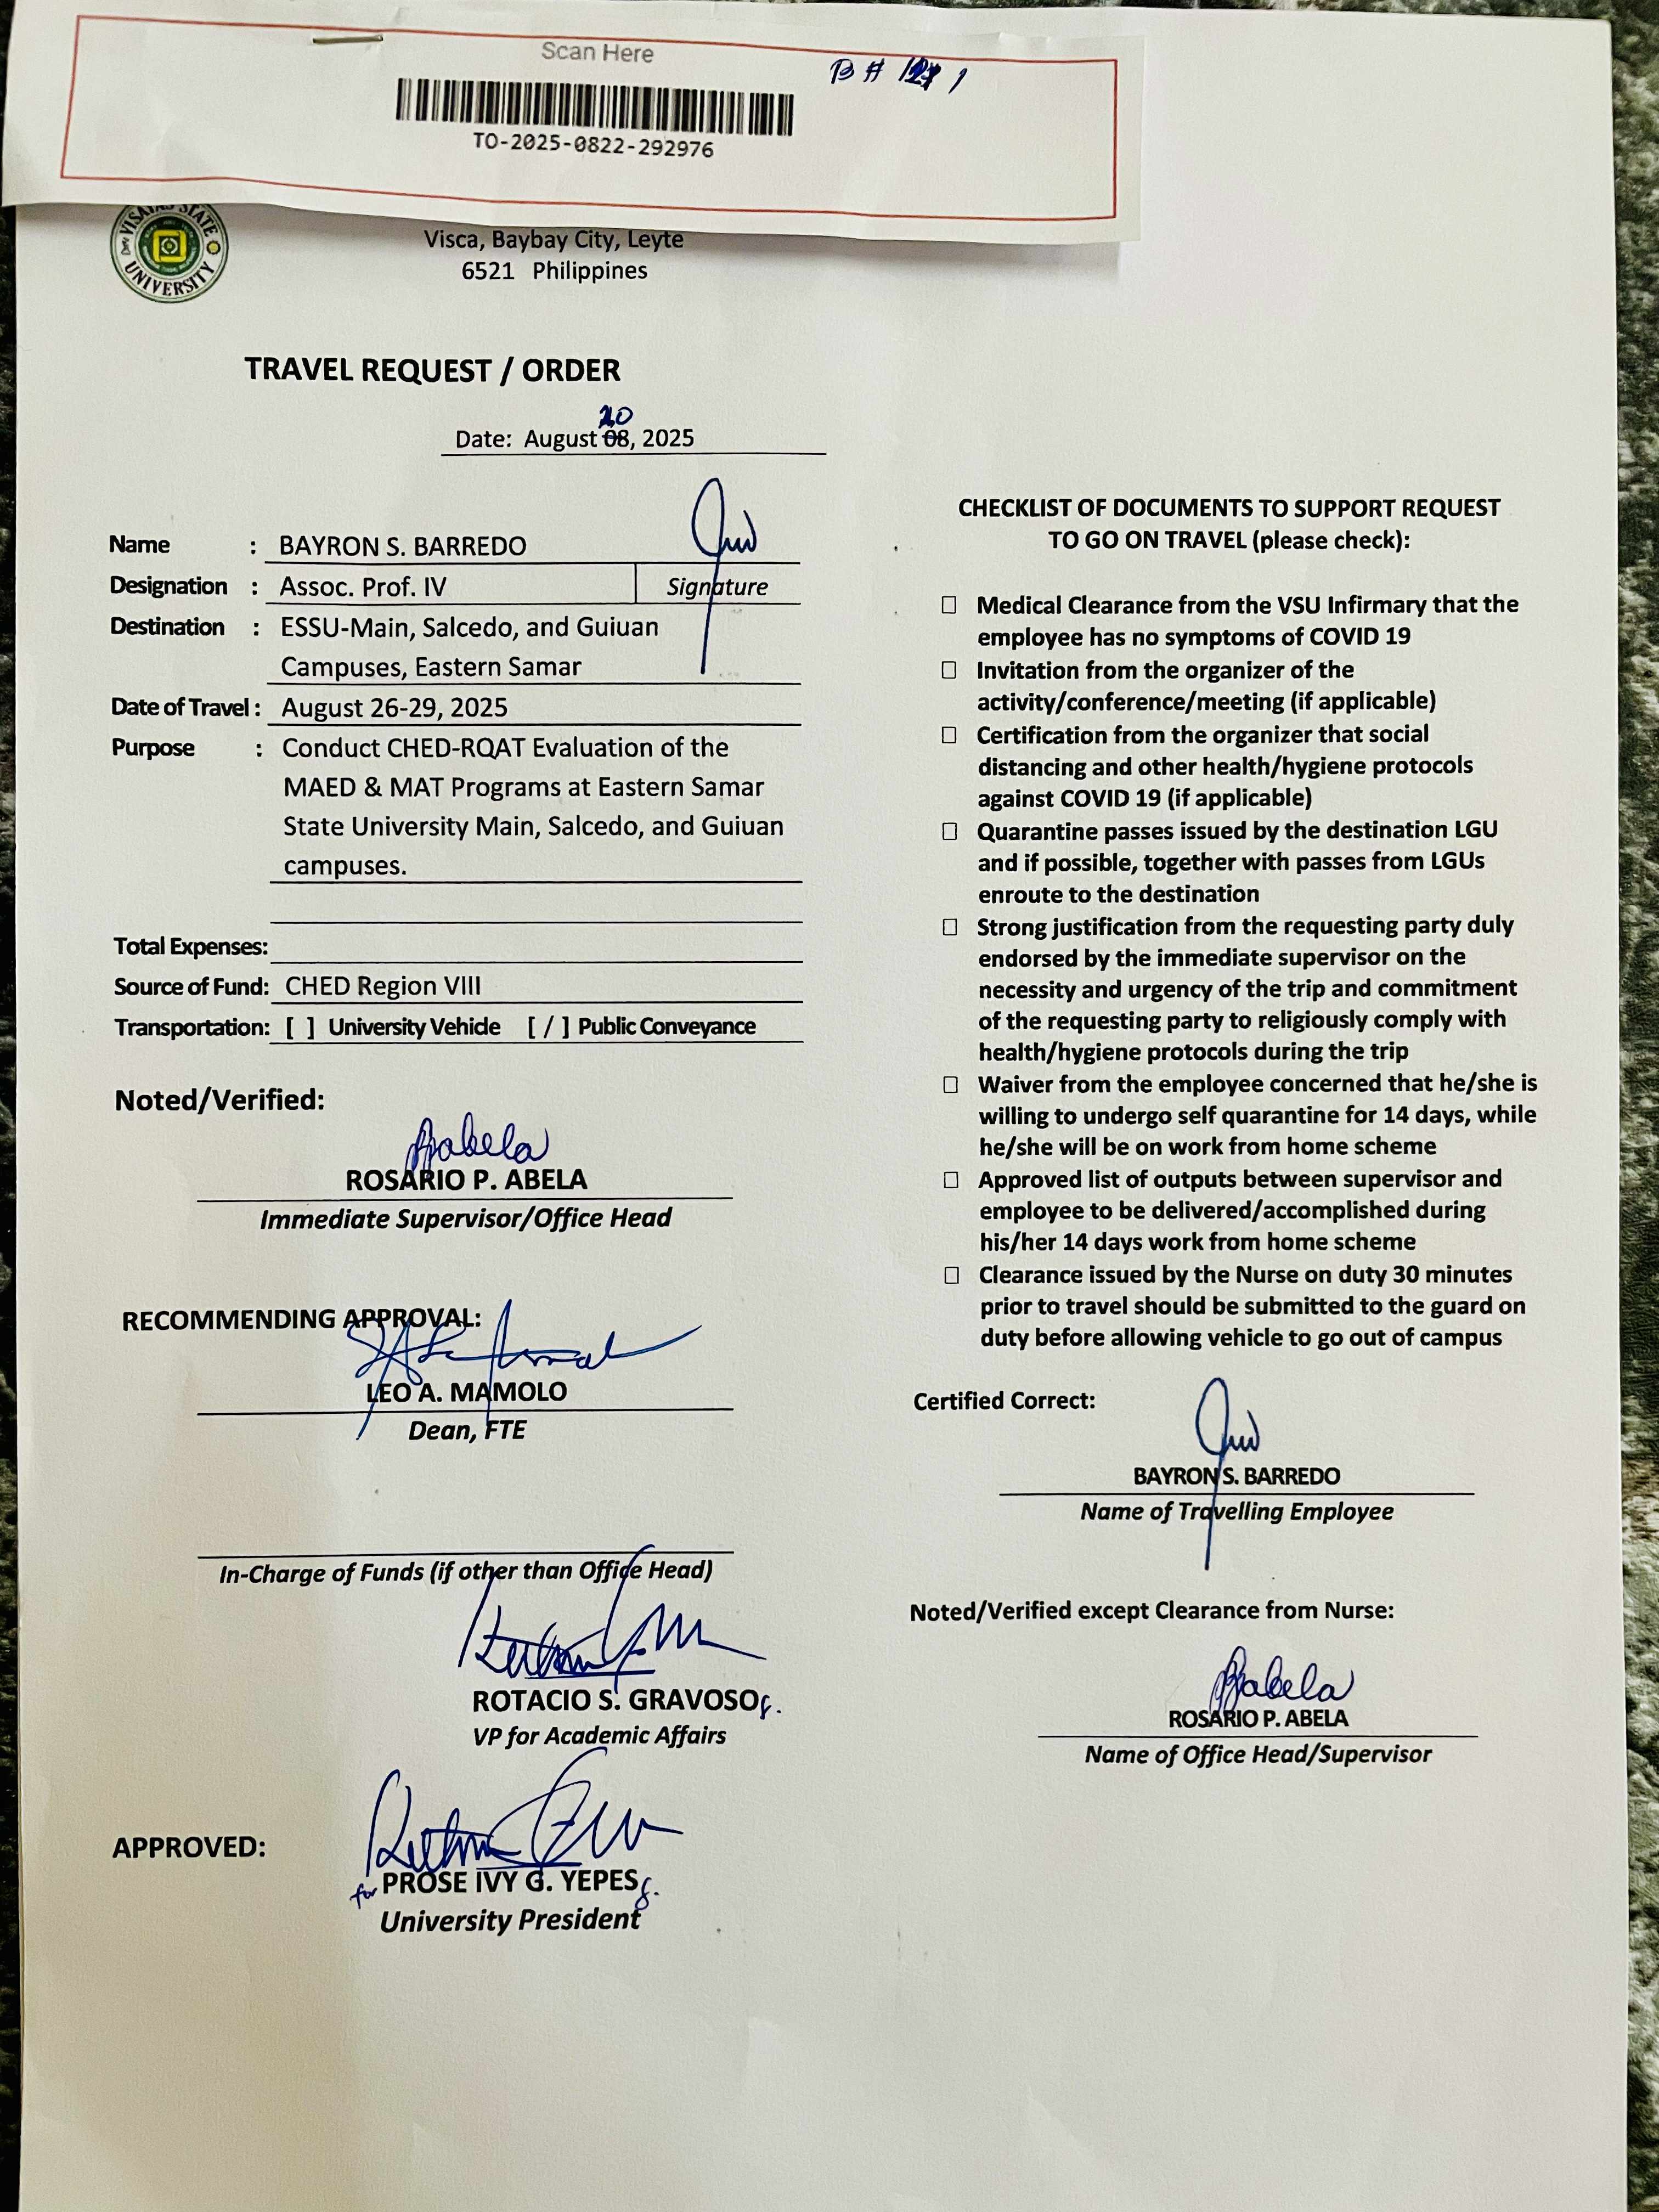 Scan Here
B #
TO-2025-0822-292976
VISAYAS STATE UNIVERSITY
Visca, Baybay City, Leyte
6521 Philippines
TRAVEL REQUEST / ORDER
20
Date: August 08, 2025
Name : BAYRON S. BARREDO
Designation : Assoc. Prof. IV Signature
Destination : ESSU-Main, Salcedo, and Guiuan
Campuses, Eastern Samar
Date of Travel : August 26-29, 2025
Purpose : Conduct CHED-RQAT Evaluation of the
MAED & MAT Programs at Eastern Samar
State University Main, Salcedo, and Guiuan
campuses.
Total Expenses:
Source of Fund: CHED Region VIII
Transportation: [ ] University Vehicle [ / ] Public Conveyance
Noted/Verified:
RPAbela
ROSARIO P. ABELA
Immediate Supervisor/Office Head
RECOMMENDING APPROVAL:
LEO A. MAMOLO
Dean, FTE
In-Charge of Funds (if other than Office Head)
ROTACIO S. GRAVOSO
VP for Academic Affairs
APPROVED:
for PROSE IVY G. YEPES
University President
CHECKLIST OF DOCUMENTS TO SUPPORT REQUEST
TO GO ON TRAVEL (please check):
☐ Medical Clearance from the VSU Infirmary that the
employee has no symptoms of COVID 19
☐ Invitation from the organizer of the
activity/conference/meeting (if applicable)
☐ Certification from the organizer that social
distancing and other health/hygiene protocols
against COVID 19 (if applicable)
☐ Quarantine passes issued by the destination LGU
and if possible, together with passes from LGUs
enroute to the destination
☐ Strong justification from the requesting party duly
endorsed by the immediate supervisor on the
necessity and urgency of the trip and commitment
of the requesting party to religiously comply with
health/hygiene protocols during the trip
☐ Waiver from the employee concerned that he/she is
willing to undergo self quarantine for 14 days, while
he/she will be on work from home scheme
☐ Approved list of outputs between supervisor and
employee to be delivered/accomplished during
his/her 14 days work from home scheme
☐ Clearance issued by the Nurse on duty 30 minutes
prior to travel should be submitted to the guard on
duty before allowing vehicle to go out of campus
Certified Correct:
BAYRON S. BARREDO
Name of Travelling Employee
Noted/Verified except Clearance from Nurse:
RPAbela
ROSARIO P. ABELA
Name of Office Head/Supervisor